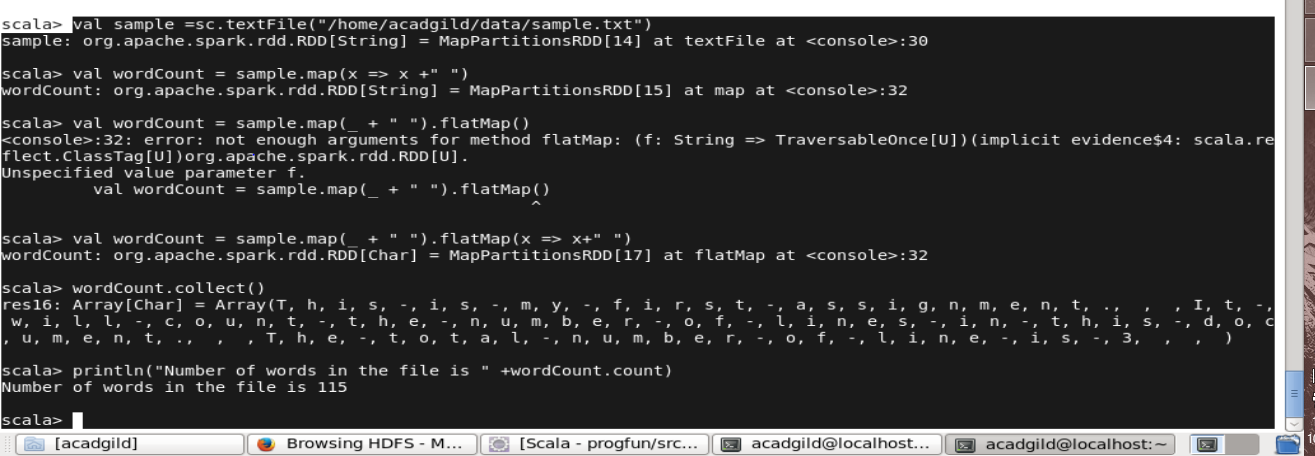 scala> val sample =sc.textFile("/home/acadgild/data/sample.txt")
sample: org.apache.spark.rdd.RDD[String] = MapPartitionsRDD[14] at textFile at <console>:30
scala> val wordCount = sample.map(x => x +" ")
wordCount: org.apache.spark.rdd.RDD[String] = MapPartitionsRDD[15] at map at <console>:32
scala> val wordCount = sample.map(_ + " ").flatMap()
<console>:32: error: not enough arguments for method flatMap: (f: String => TraversableOnce[U])(implicit evidence$4: scala.re
flect.ClassTag[U])org.apache.spark.rdd.RDD[U].
Unspecified value parameter f.
val wordCount = sample.map(_ + " ").flatMap()
^
scala> val wordCount = sample.map(_ + " ").flatMap(x => x+" ")
wordCount: org.apache.spark.rdd.RDD[Char] = MapPartitionsRDD[17] at flatMap at <console>:32
scala> wordCount.collect()
res16: Array[Char] = Array(T, h, i, s, -, i, s, -, m, y, -, f, i, r, s, t, -, a, s, s, i, g, n, m, e, n, t, ., , , I, t, -,
w, i, l, l, -, c, o, u, n, t, -, t, h, e, -, n, u, m, b, e, r, -, o, f, -, l, i, n, e, s, -, i, n, -, t, h, i, s, -, d, o, c
, u, m, e, n, t, ., , , T, h, e, -, t, o, t, a, l, -, n, u, m, b, e, r, -, o, f, -, l, i, n, e, -, i, s, -, 3, , , )
scala> println("Number of words in the file is " +wordCount.count)
Number of words in the file is 115
scala>
[acadgild] Browsing HDFS - M... [Scala - progfun/src... acadgild@localhost... acadgild@localhost:~